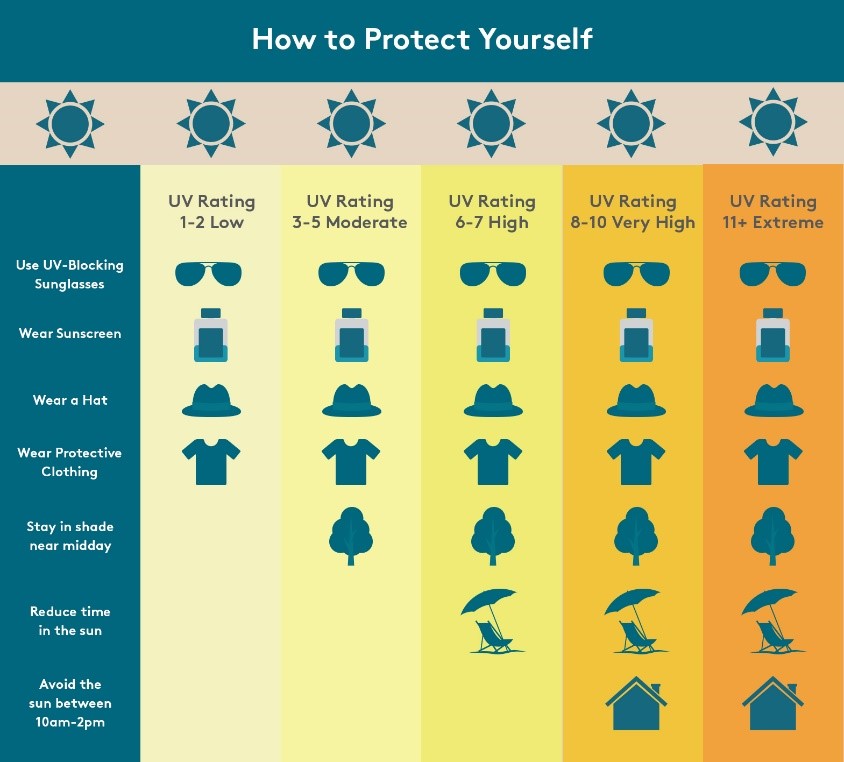 How to Protect Yourself
UV Rating
1-2 Low
UV Rating
3-5 Moderate
UV Rating
6-7 High
UV Rating
8-10 Very High
UV Rating
11+ Extreme
Use UV-Blocking
Sunglasses
Wear Sunscreen
Wear a Hat
Wear Protective
Clothing
Stay in shade
near midday
Reduce time
in the sun
Avoid the
sun between
10am-2pm